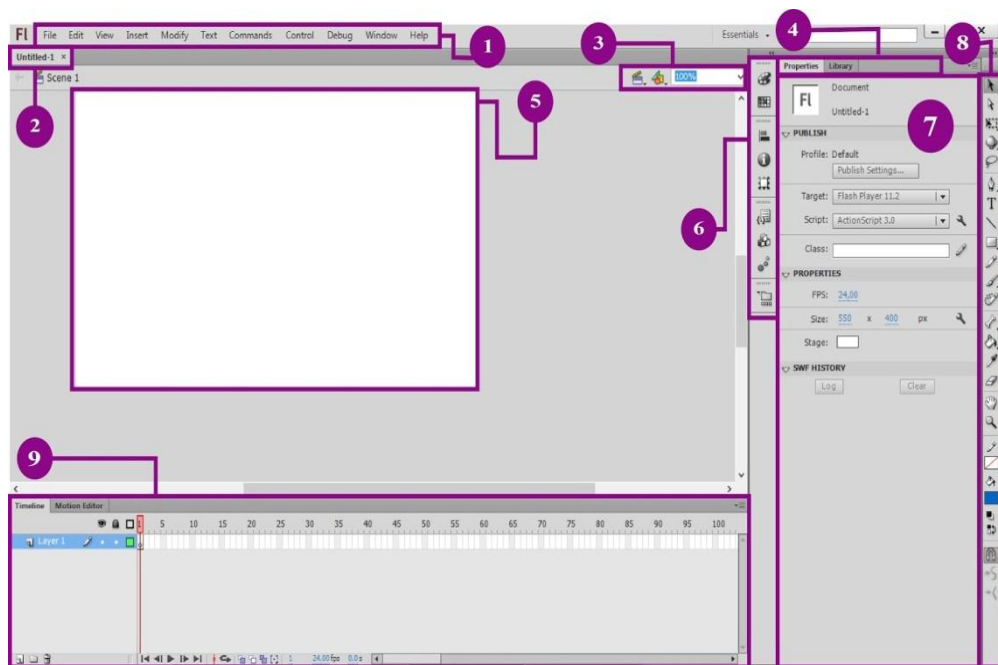 Fl File Edit View Insert Modify Text Commands Control Debug Window Help Essentials
1
4
3
8
Untitled-1 ×
Properties Library
Scene 1
100%
2
5
6
7
Fl
Document
Untitled-1
PUBLISH
Profile: Default
Publish Settings...
Target: Flash Player 11.2
Script: ActionScript 3.0
Class:
PROPERTIES
FPS: 24,00
Size: 550 x 400 px
Stage:
SWF HISTORY
Log Clear
T
9
Timeline Motion Editor
1 5 10 15 20 25 30 35 40 45 50 55 60 65 70 75 80 85 90 95 100
Layer 1
1 24,00 fps 0,0 s